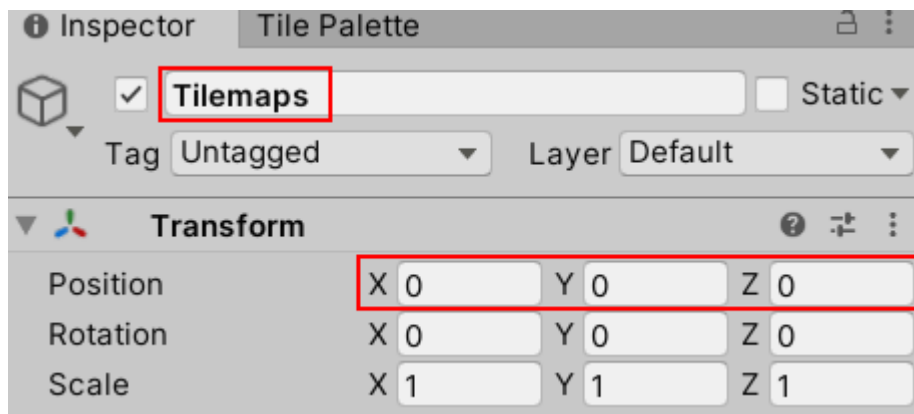 Inspector Tile Palette
Tilemaps Static
Tag Untagged Layer Default
Transform
Position X 0 Y 0 Z 0
Rotation X 0 Y 0 Z 0
Scale X 1 Y 1 Z 1